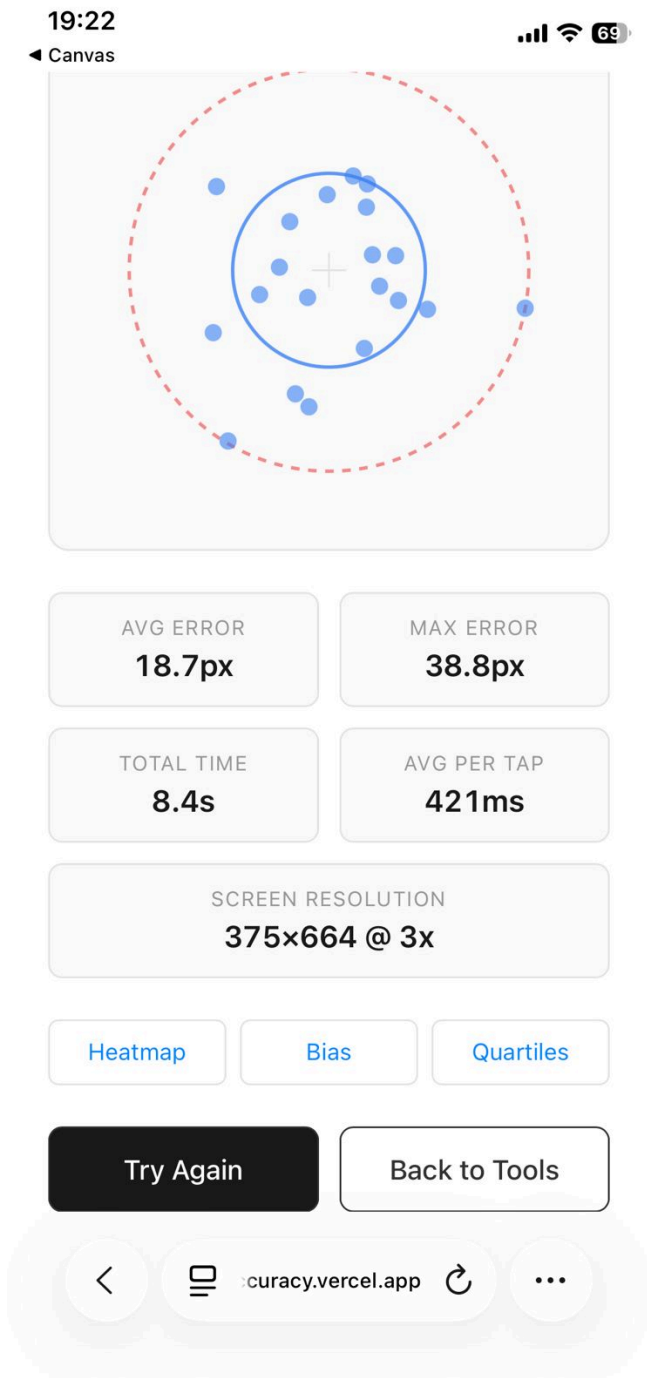 19:22
69
◀ Canvas
AVG ERROR
18.7px
MAX ERROR
38.8px
TOTAL TIME
8.4s
AVG PER TAP
421ms
SCREEN RESOLUTION
375×664 @ 3x
Heatmap
Bias
Quartiles
Try Again
Back to Tools
curacy.vercel.app